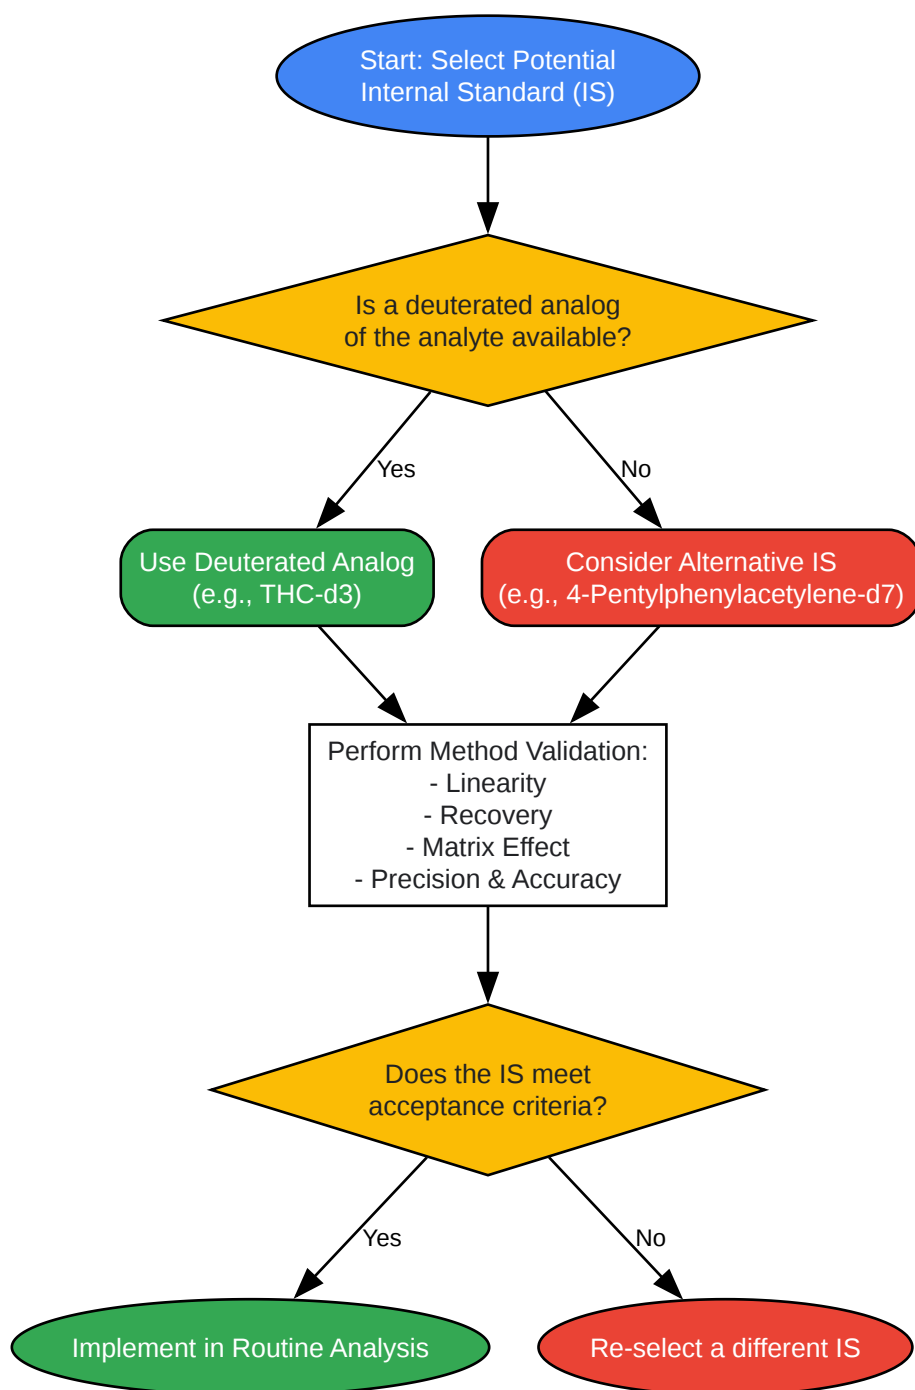 Start: Select Potential
Internal Standard (IS)
Is a deuterated analog
of the analyte available?
Yes
No
Use Deuterated Analog
(e.g., THC-d3)
Consider Alternative IS
(e.g., 4-Pentylphenylacetylene-d7)
Perform Method Validation:
- Linearity
- Recovery
- Matrix Effect
- Precision & Accuracy
Does the IS meet
acceptance criteria?
Yes
No
Implement in Routine Analysis
Re-select a different IS